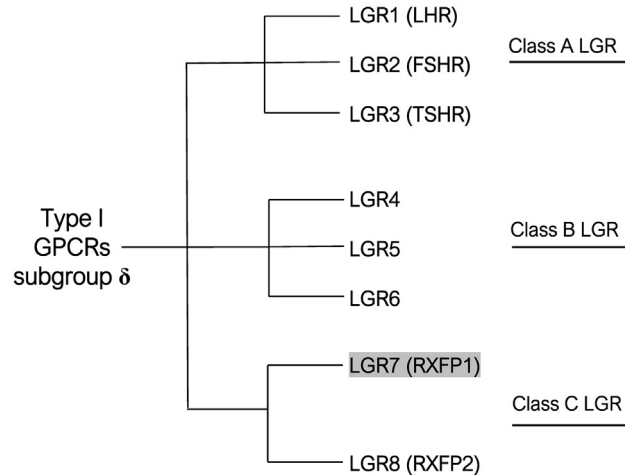 LGR1 (LHR)
Class A LGR
LGR2 (FSHR)
LGR3 (TSHR)
Type I
GPCRs
subgroup δ
LGR4
LGR5
Class B LGR
LGR6
LGR7 (RXFP1)
Class C LGR
LGR8 (RXFP2)